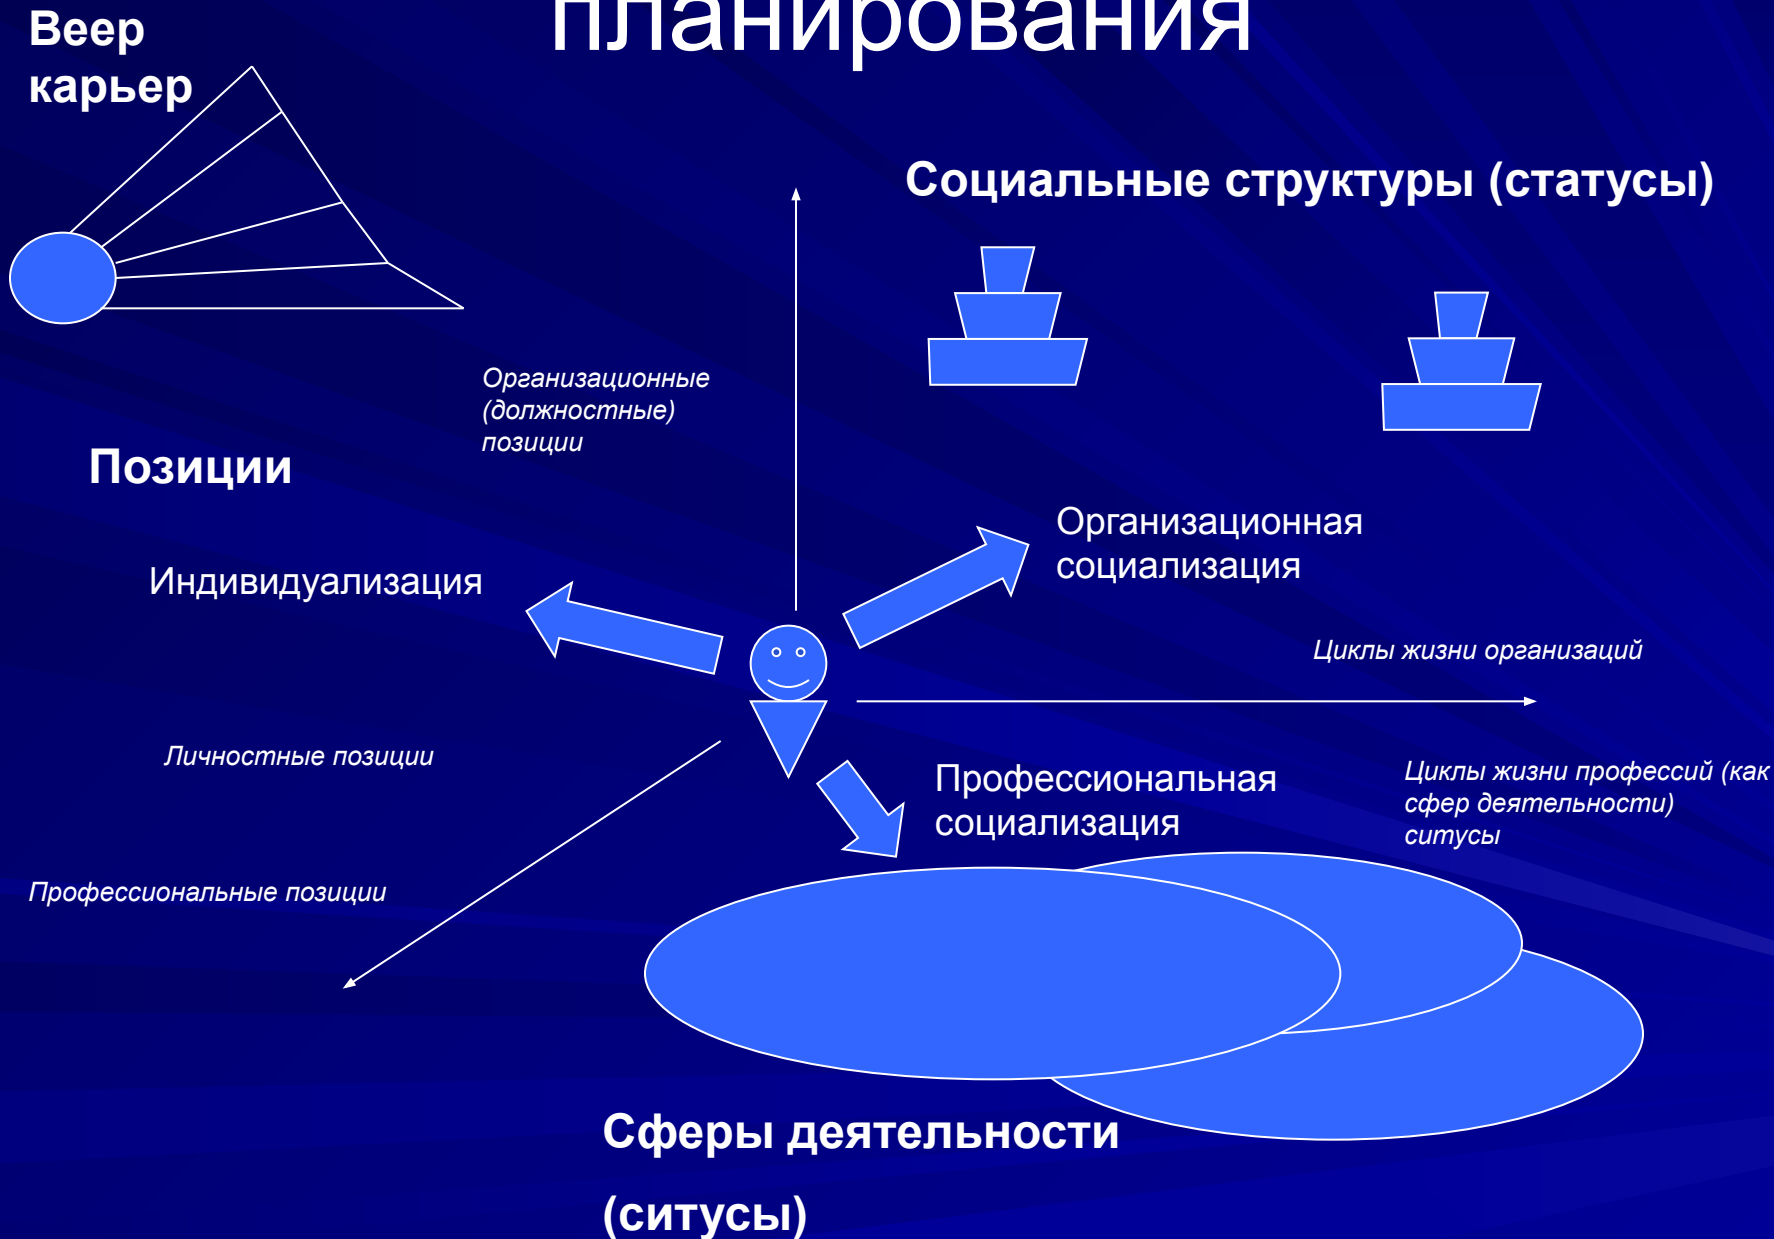 планирования
Веер
карьер
Социальные структуры (статусы)
Организационные
(должностные)
позиции
Позиции
Организационная
социализация
Индивидуализация
Циклы жизни организаций
Личностные позиции
Профессиональная
социализация
Циклы жизни профессий (как
сфер деятельности)
ситусы
Профессиональные позиции
Сферы деятельности
(ситусы)